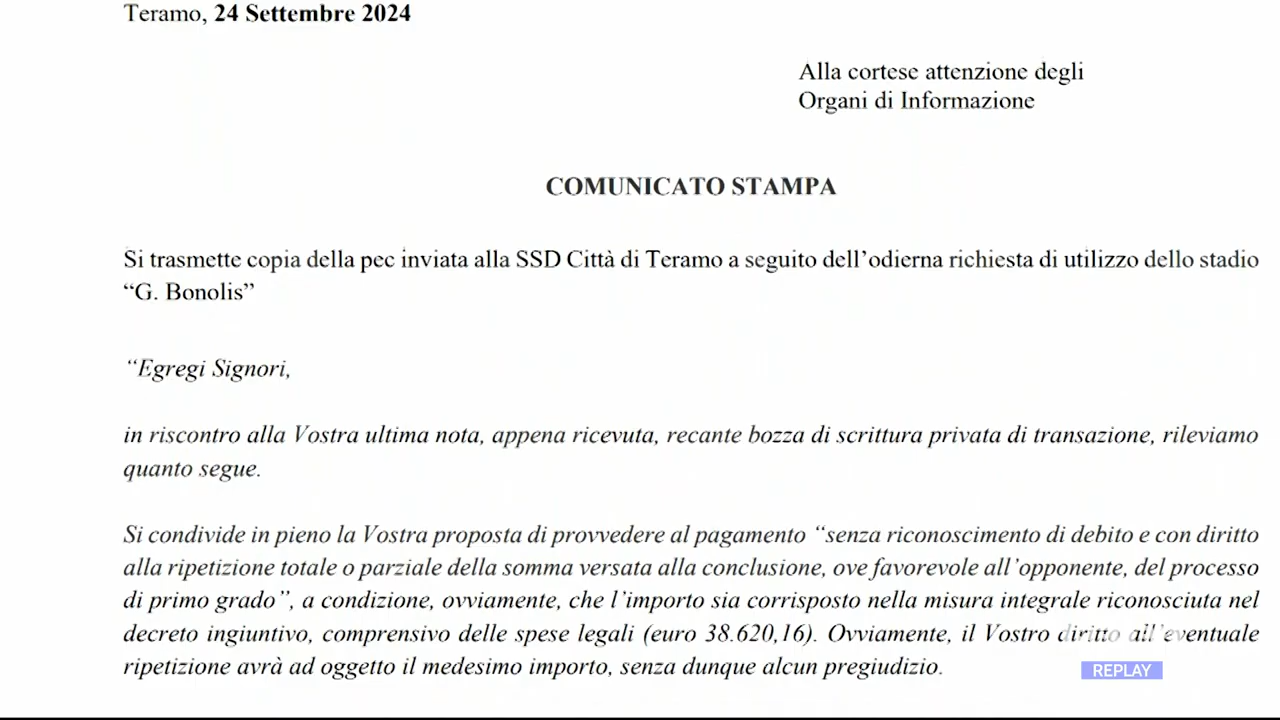 Teramo, 24 Settembre 2024
Alla cortese attenzione degli
Organi di Informazione
COMUNICATO STAMPA
Si trasmette copia della pec inviata alla SSD Città di Teramo a seguito dell’odierna richiesta di utilizzo dello stadio
“G. Bonolis”
“Egregi Signori,
in riscontro alla Vostra ultima nota, appena ricevuta, recante bozza di scrittura privata di transazione, rileviamo
quanto segue.
Si condivide in pieno la Vostra proposta di provvedere al pagamento “senza riconoscimento di debito e con diritto
alla ripetizione totale o parziale della somma versata alla conclusione, ove favorevole all’opponente, del processo
di primo grado”, a condizione, ovviamente, che l’importo sia corrisposto nella misura integrale riconosciuta nel
decreto ingiuntivo, comprensivo delle spese legali (euro 38.620,16). Ovviamente, il Vostro diritto all’eventuale
ripetizione avrà ad oggetto il medesimo importo, senza dunque alcun pregiudizio.
REPLAY